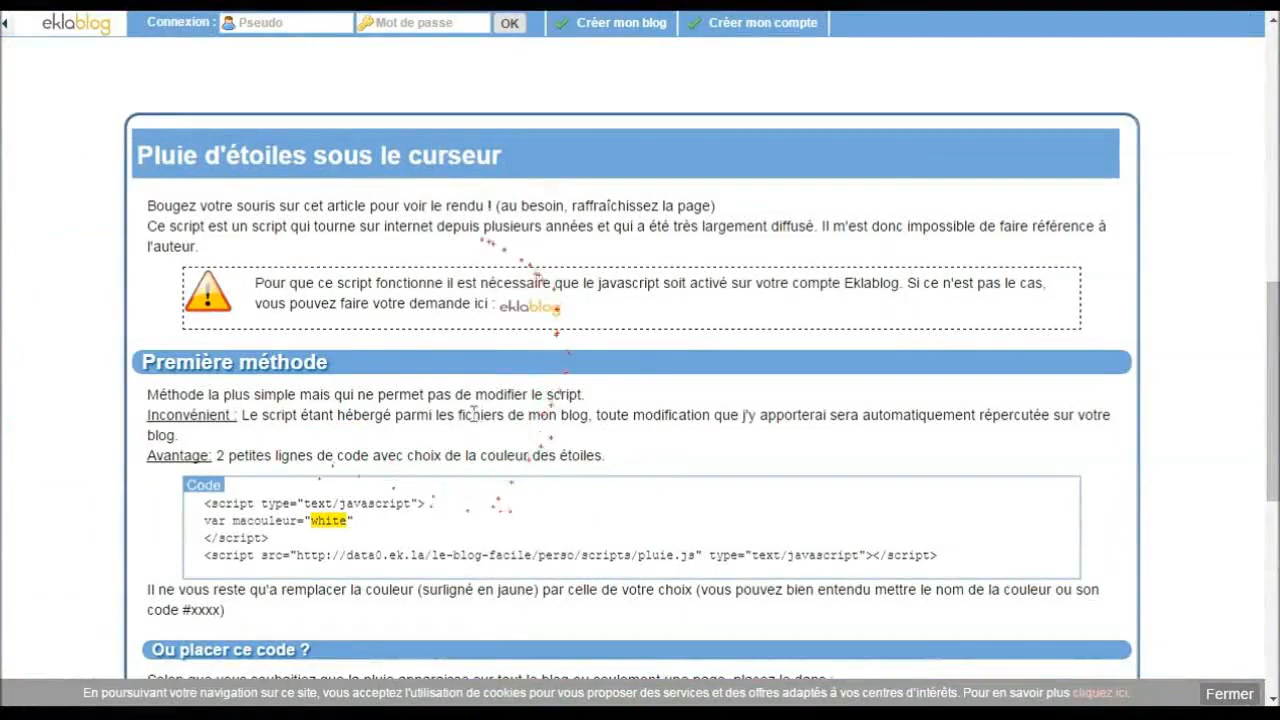 eklablog Connexion : Pseudo Mot de passe OK Créer mon blog Créer mon compte
Pluie d'étoiles sous le curseur
Bougez votre souris sur cet article pour voir le rendu ! (au besoin, raffraîchissez la page)
Ce script est un script qui tourne sur internet depuis plusieurs années et qui a été très largement diffusé. Il m'est donc impossible de faire référence à
l'auteur.
Pour que ce script fonctionne il est nécessaire que le javascript soit activé sur votre compte Eklablog. Si ce n'est pas le cas,
vous pouvez faire votre demande ici : eklablog
Première méthode
Méthode la plus simple mais qui ne permet pas de modifier le script.
Inconvénient : Le script étant hébergé parmi les fichiers de mon blog, toute modification que j'y apporterai sera automatiquement répercutée sur votre
blog.
Avantage: 2 petites lignes de code avec choix de la couleur des étoiles.
Code
<script type="text/javascript">
var macouleur="white"
</script>
<script src="http://data0.ek.la/le-blog-facile/perso/scripts/pluie.js" type="text/javascript"></script>
Il ne vous reste qu'a remplacer la couleur (surligné en jaune) par celle de votre choix (vous pouvez bien entendu mettre le nom de la couleur ou son
code #xxxx)
Ou placer ce code ?
En poursuivant votre navigation sur ce site, vous acceptez l'utilisation de cookies pour vous proposer des services et des offres adaptés à vos centres d'intérêts. Pour en savoir plus cliquez ici. Fermer